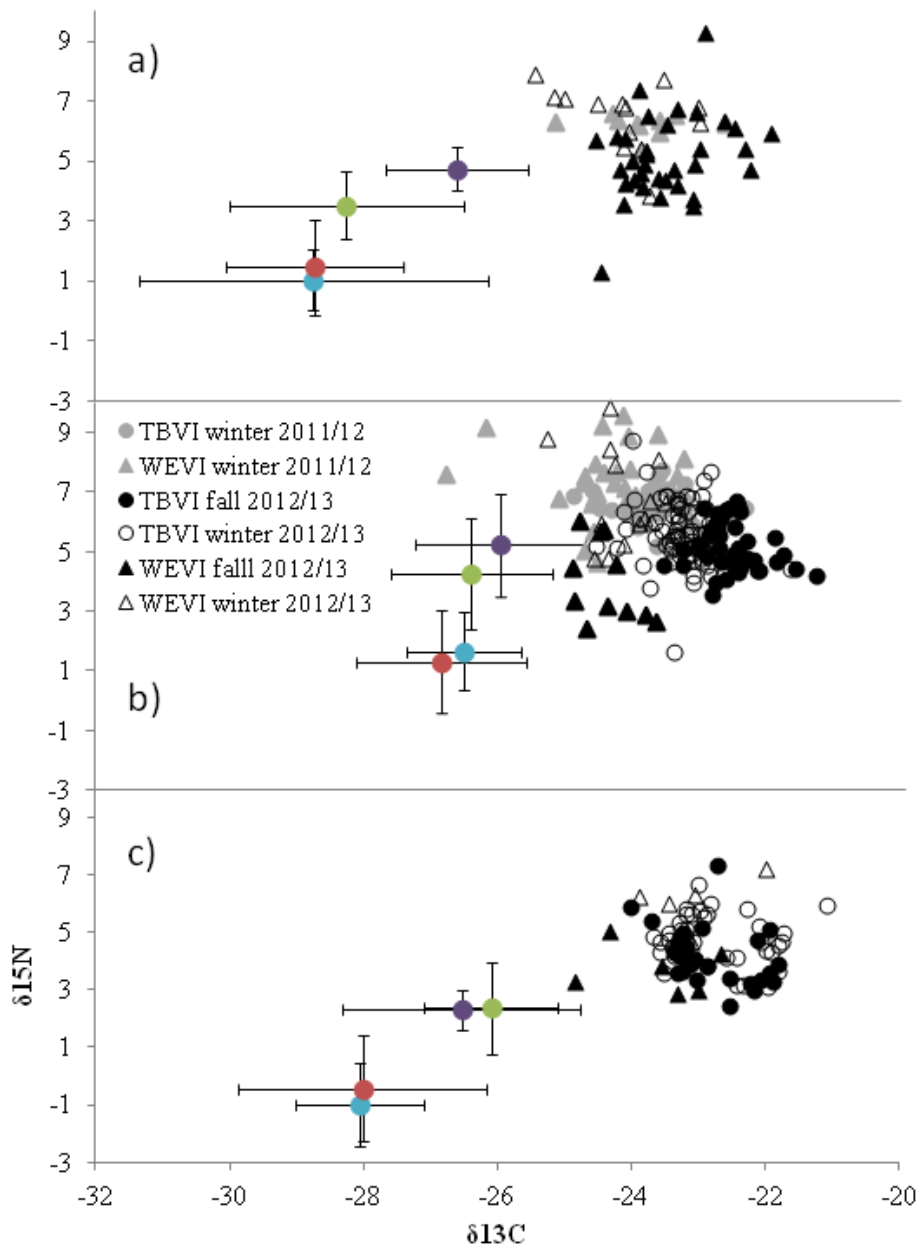 a)
9
7
5
3
1
-1
-3
b)
TBVI winter 2011/12
WEVI winter 2011/12
TBVI fall 2012/13
TBVI winter 2012/13
WEVI falll 2012/13
WEVI winter 2012/13
9
7
5
3
1
-1
-3
c)
9
7
5
3
1
-1
-3
δ15N
-32 -30 -28 -26 -24 -22 -20
δ13C